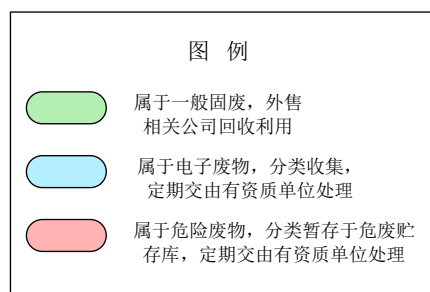 图 例
属于一般固废，外售
相关公司回收利用
属于电子废物，分类收集，
定期交由有资质单位处理
属于危险废物，分类暂存于危废贮
存库，定期交由有资质单位处理